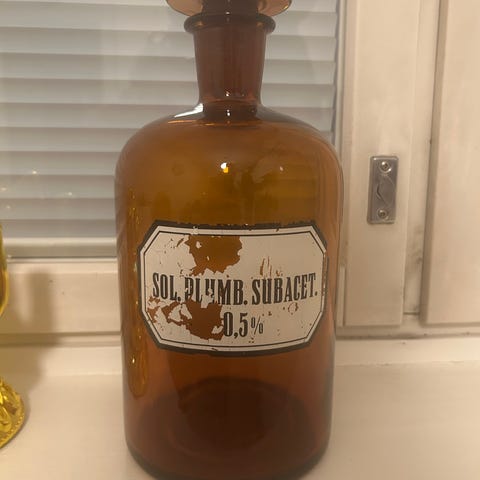 SOL. PLUMB. SUBACET.
0,5%